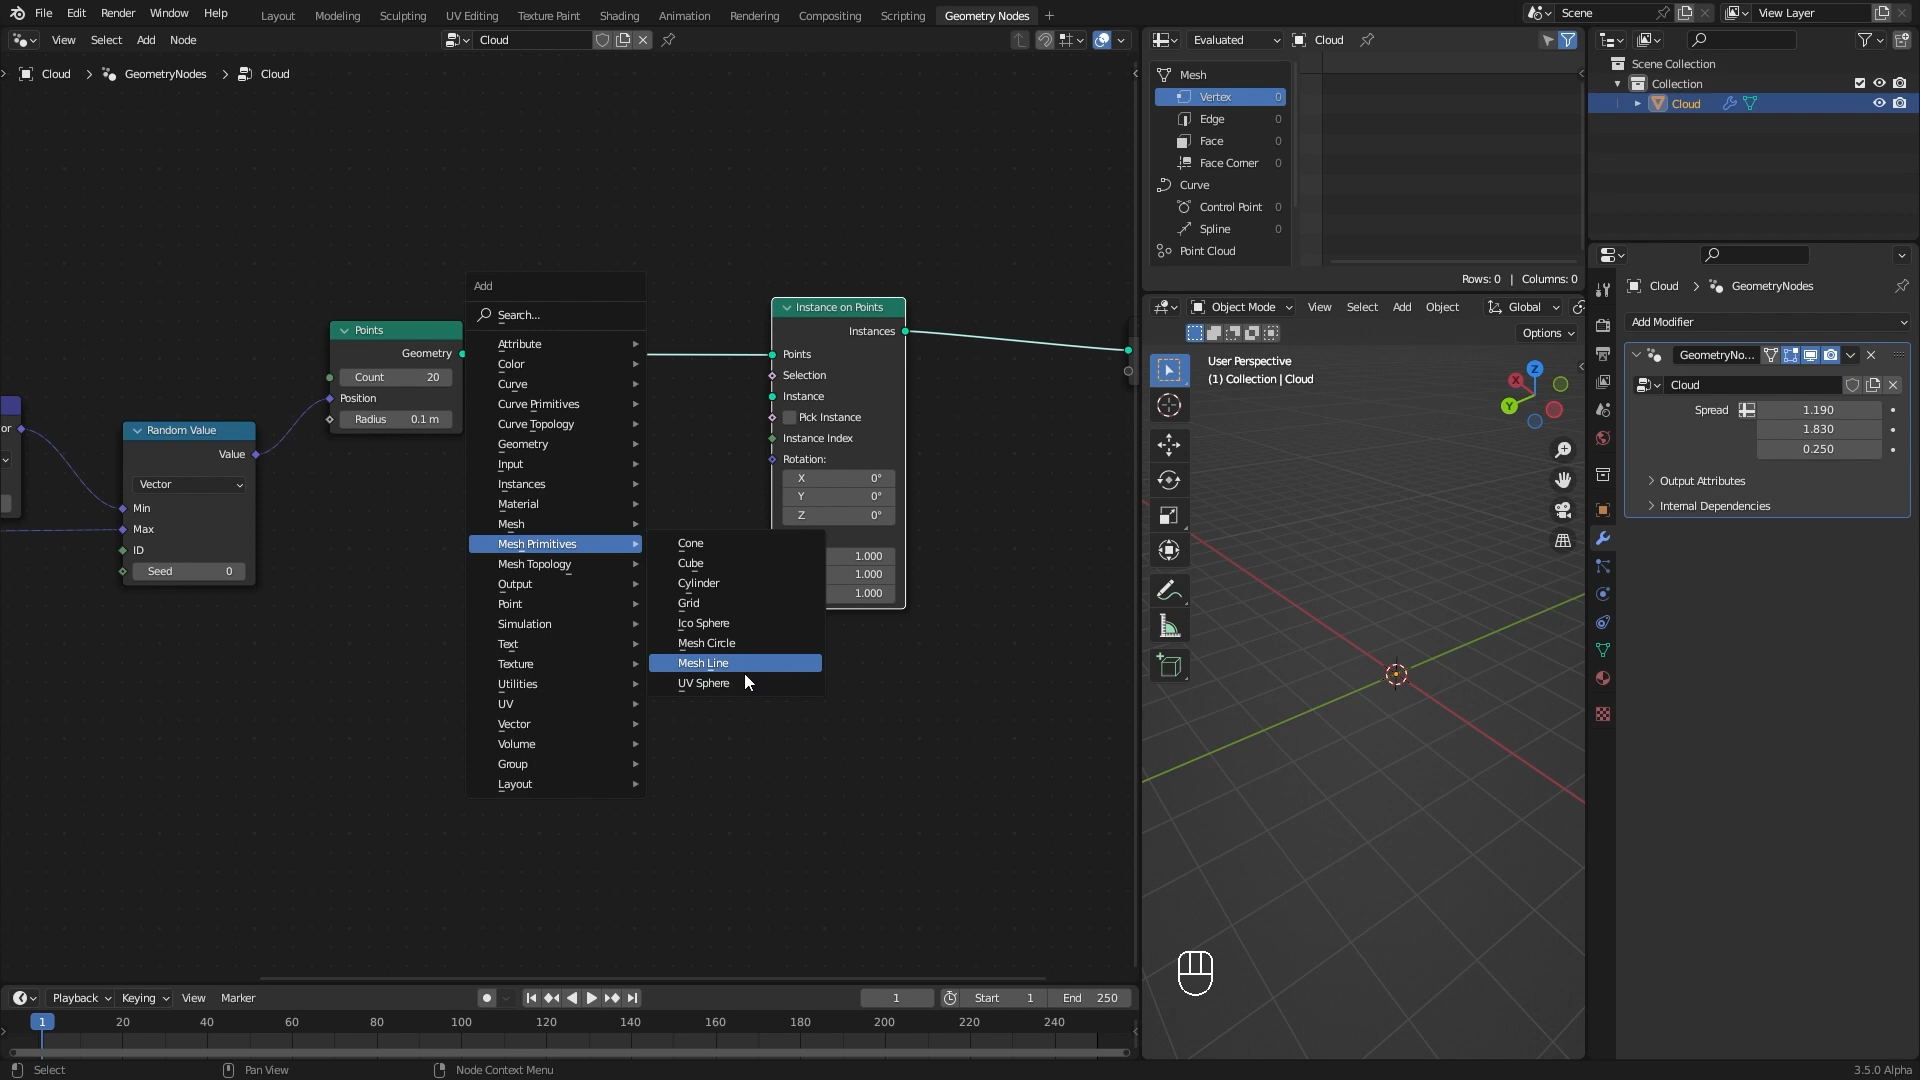 File Edit Render Window Help Layout Modeling Sculpting UV Editing Texture Paint Shading Animation Rendering Compositing Scripting Geometry Nodes + Scene View Layer
View Select Add Node Cloud Evaluated Cloud
Cloud > GeometryNodes > Cloud
Mesh
Vertex 0
Edge 0
Face 0
Face Corner 0
Curve
Control Point 0
Spline 0
Point Cloud
Rows: 0 | Columns: 0
Scene Collection
Collection
Cloud
Points
Geometry
Count 20
Position
Radius 0.1 m
or
Random Value
Value
Vector
Min
Max
ID
Seed 0
Add
Search...
Attribute
Color
Curve
Curve Primitives
Curve Topology
Geometry
Input
Instances
Material
Mesh
Mesh Primitives
Mesh Topology
Output
Point
Simulation
Text
Texture
Utilities
UV
Vector
Volume
Group
Layout
Cone
Cube
Cylinder
Grid
Ico Sphere
Mesh Circle
Mesh Line
UV Sphere
Instance on Points
Instances
Points
Selection
Instance
Pick Instance
Instance Index
Rotation:
X 0°
Y 0°
Z 0°
1.000
1.000
1.000
Object Mode View Select Add Object Global
Options
User Perspective
(1) Collection | Cloud
Z
X
Y
Cloud > GeometryNodes
Add Modifier
GeometryNo...
Cloud
Spread 1.190
1.830
0.250
Output Attributes
Internal Dependencies
Playback Keying View Marker 1 Start 1 End 250
1 20 40 60 80 100 120 140 160 180 200 220 240
Select Pan View Node Context Menu 3.5.0 Alpha